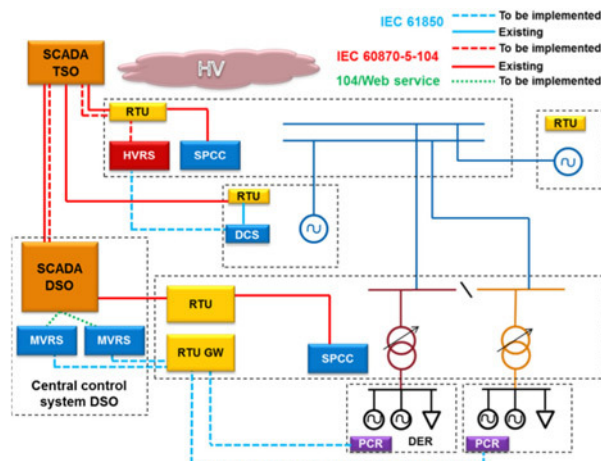 IEC 61850
To be implemented
Existing
To be implemented
IEC 60870-5-104
Existing
104/Web service
To be implemented
SCADA
TSO
HV
RTU
RTU
HVRS
SPCC
RTU
DCS
SCADA
DSO
RTU
MVRS
MVRS
RTU GW
SPCC
Central control
system DSO
PCR
DER
PCR